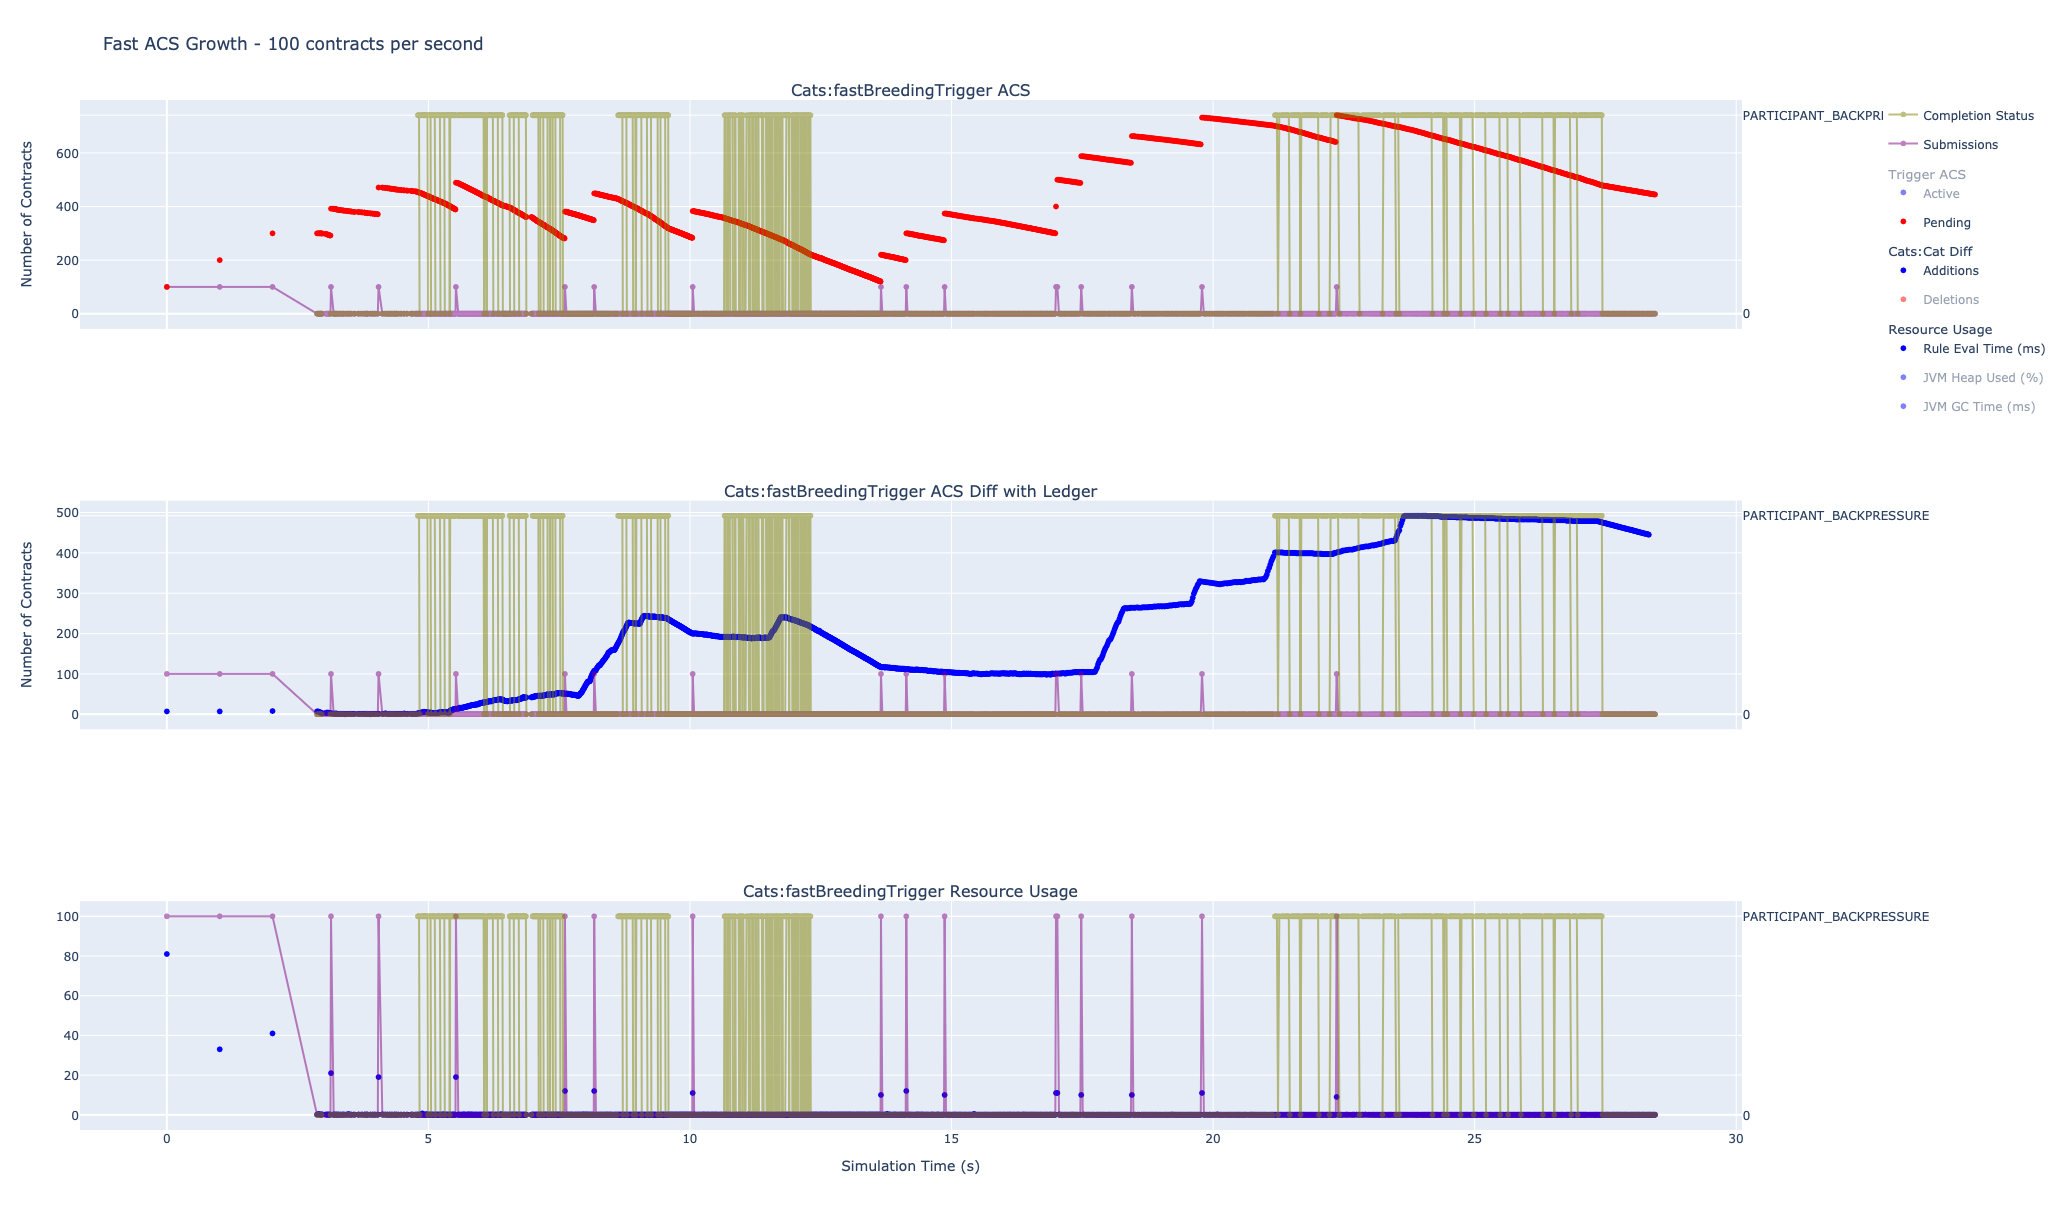 Fast ACS Growth - 100 contracts per second
Cats:fastBreedingTrigger ACS
Number of Contracts
600
400
200
0
PARTICIPANT_BACKPRI
0
Completion Status
Submissions
Trigger ACS
Active
Pending
Cats:Cat Diff
Additions
Deletions
Resource Usage
Rule Eval Time (ms)
JVM Heap Used (%)
JVM GC Time (ms)
Cats:fastBreedingTrigger ACS Diff with Ledger
Number of Contracts
500
400
300
200
100
0
PARTICIPANT_BACKPRESSURE
0
Cats:fastBreedingTrigger Resource Usage
100
80
60
40
20
0
PARTICIPANT_BACKPRESSURE
0
0 5 10 15 20 25 30
Simulation Time (s)